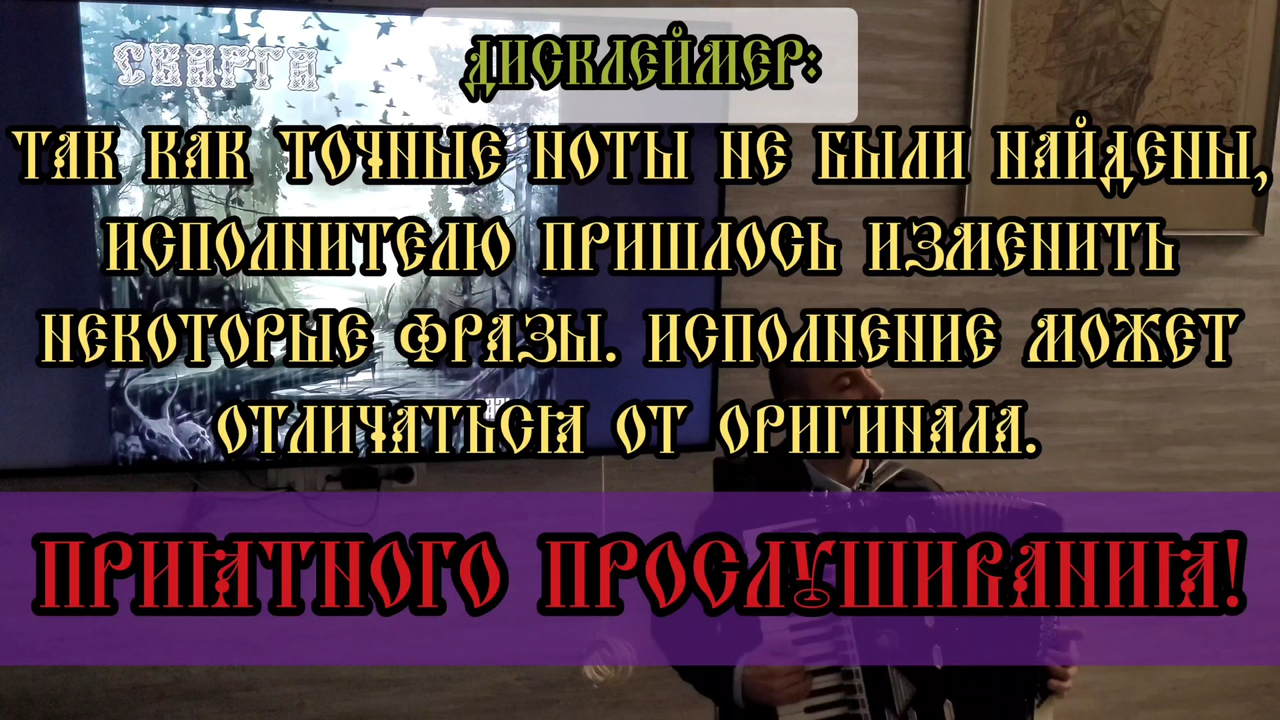 СВАРГА
ДИСКЛЕЙМЕР:
ТАК КАК ТОЧНЫЕ НОТЫ НЕ БЫЛИ НАЙДЕНЫ,
ИСПОЛНИТЕЛЮ ПРИШЛОСЬ ИЗМЕНИТЬ
НЕКОТОРЫЕ ФРАЗЫ. ИСПОЛНЕНИЕ МОЖЕТ
ОТЛИЧАТЬСЯ ОТ ОРИГИНАЛА.
ПРИЯТНОГО ПРОСЛУШИВАНИЯ!